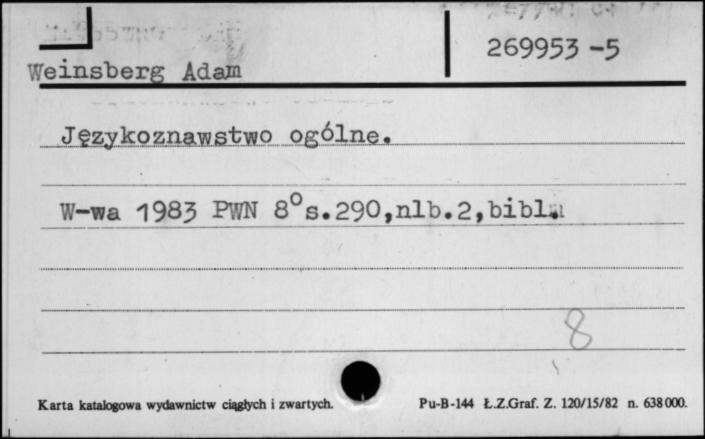 269953 -5
Weinsberg Adam
Językoznawstwo ogólne.
W-wa 1983 PWN 8° s.290,nlb.2,bibl.
8
Karta katalogowa wydawnictw ciągłych i zwartych. Pu-B-144 Ł.Z.Graf. Z. 120/15/82 n. 638000.